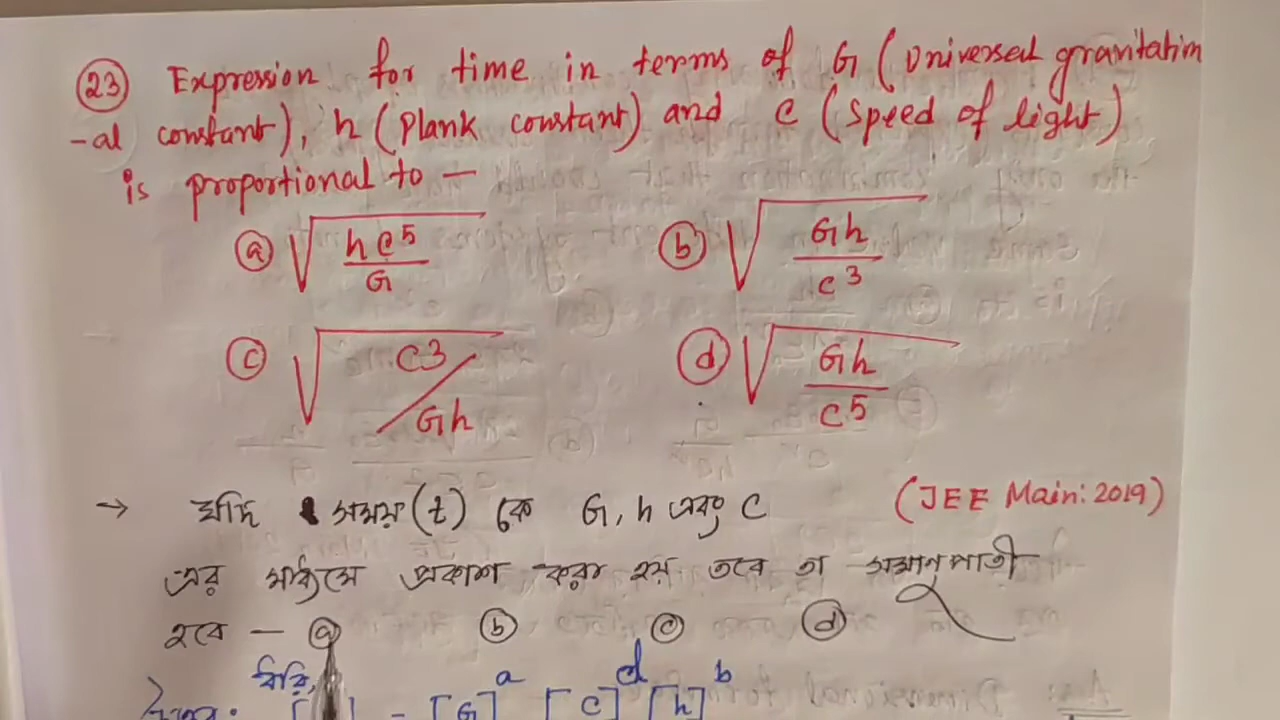 23 Expression for time in terms of G (Universal gravitation
-al constant), h (Plank constant) and c (Speed of light)
is proportional to —
a √(hc⁵/G) b √(Gh/c³)
c √(c³/Gh) d √(Gh/c⁵)
→ যদি সময় (t) কে G, h এবং c (JEE Main: 2019)
এর মাধ্যমে প্রকাশ করা হয় তবে তা সমানুপাতী
হবে — a b c d
ধরি,
[ ] = [G]ᵃ [c]ᵈ [h]ᵇ